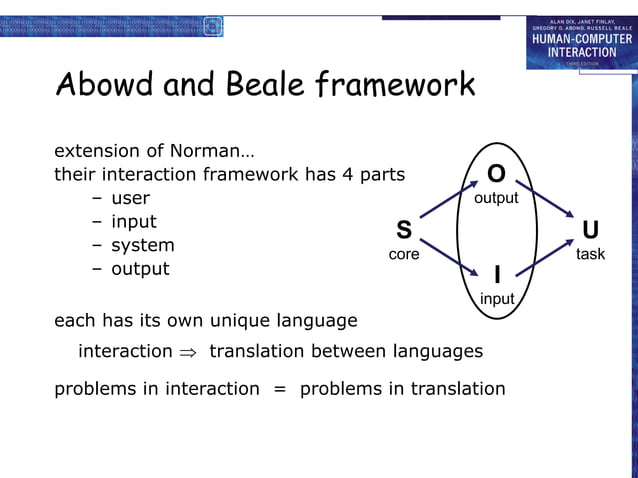 ALAN DIX, JANET FINLAY,
GREGORY D. ABOWD, RUSSELL BEALE
HUMAN-COMPUTER
INTERACTION
THIRD EDITION
Abowd and Beale framework
extension of Norman…
their interaction framework has 4 parts
– user
– input
– system
– output
each has its own unique language
interaction ⇒ translation between languages
problems in interaction = problems in translation
O
output
S
core
U
task
I
input